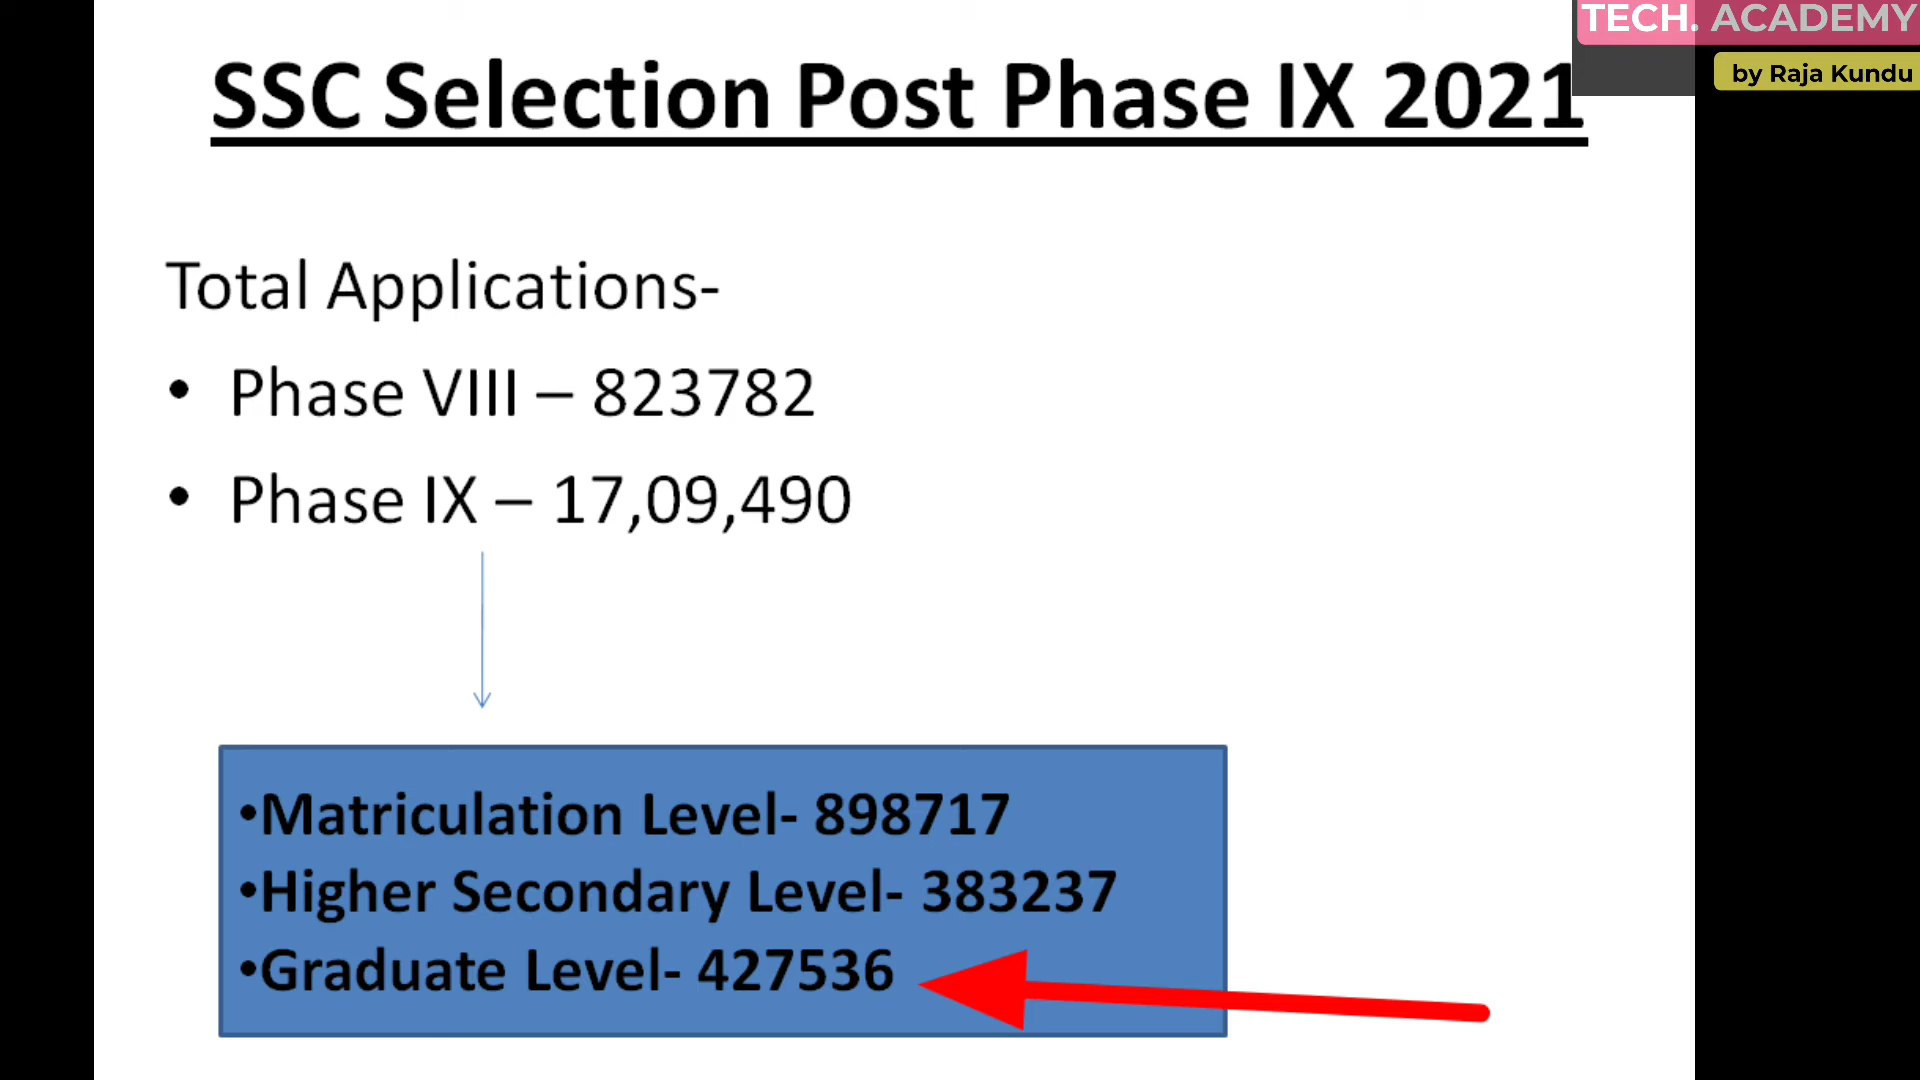 TECH. ACADEMY
by Raja Kundu
SSC Selection Post Phase IX 2021
Total Applications-
• Phase VIII – 823782
• Phase IX – 17,09,490
•Matriculation Level- 898717
•Higher Secondary Level- 383237
•Graduate Level- 427536